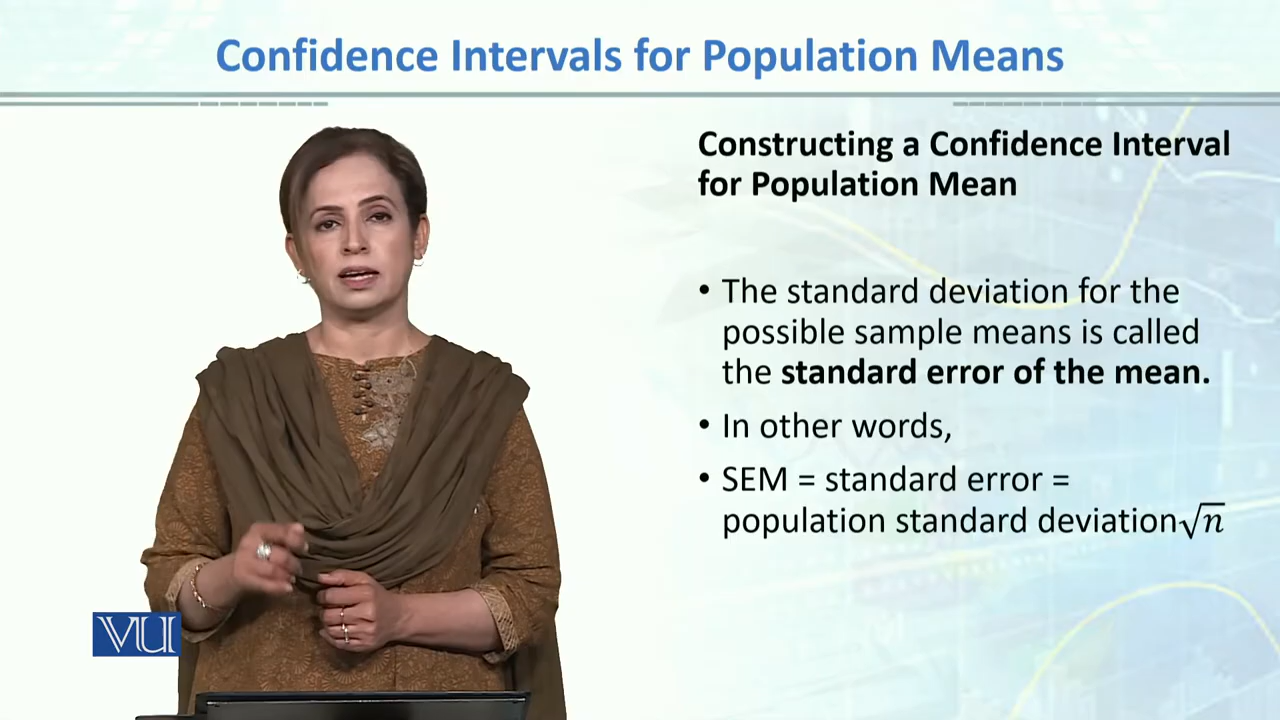 Confidence Intervals for Population Means
Constructing a Confidence Interval
for Population Mean
• The standard deviation for the
possible sample means is called
the standard error of the mean.
• In other words,
• SEM = standard error =
population standard deviation√n
VU